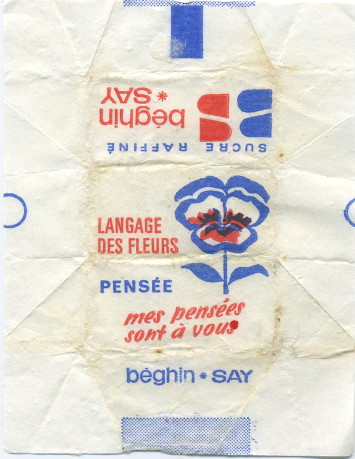 SUCRE RAFFINÉ
béghin
* SAY
LANGAGE
DES FLEURS
PENSÉE
mes pensées
sont à vous
béghin * SAY